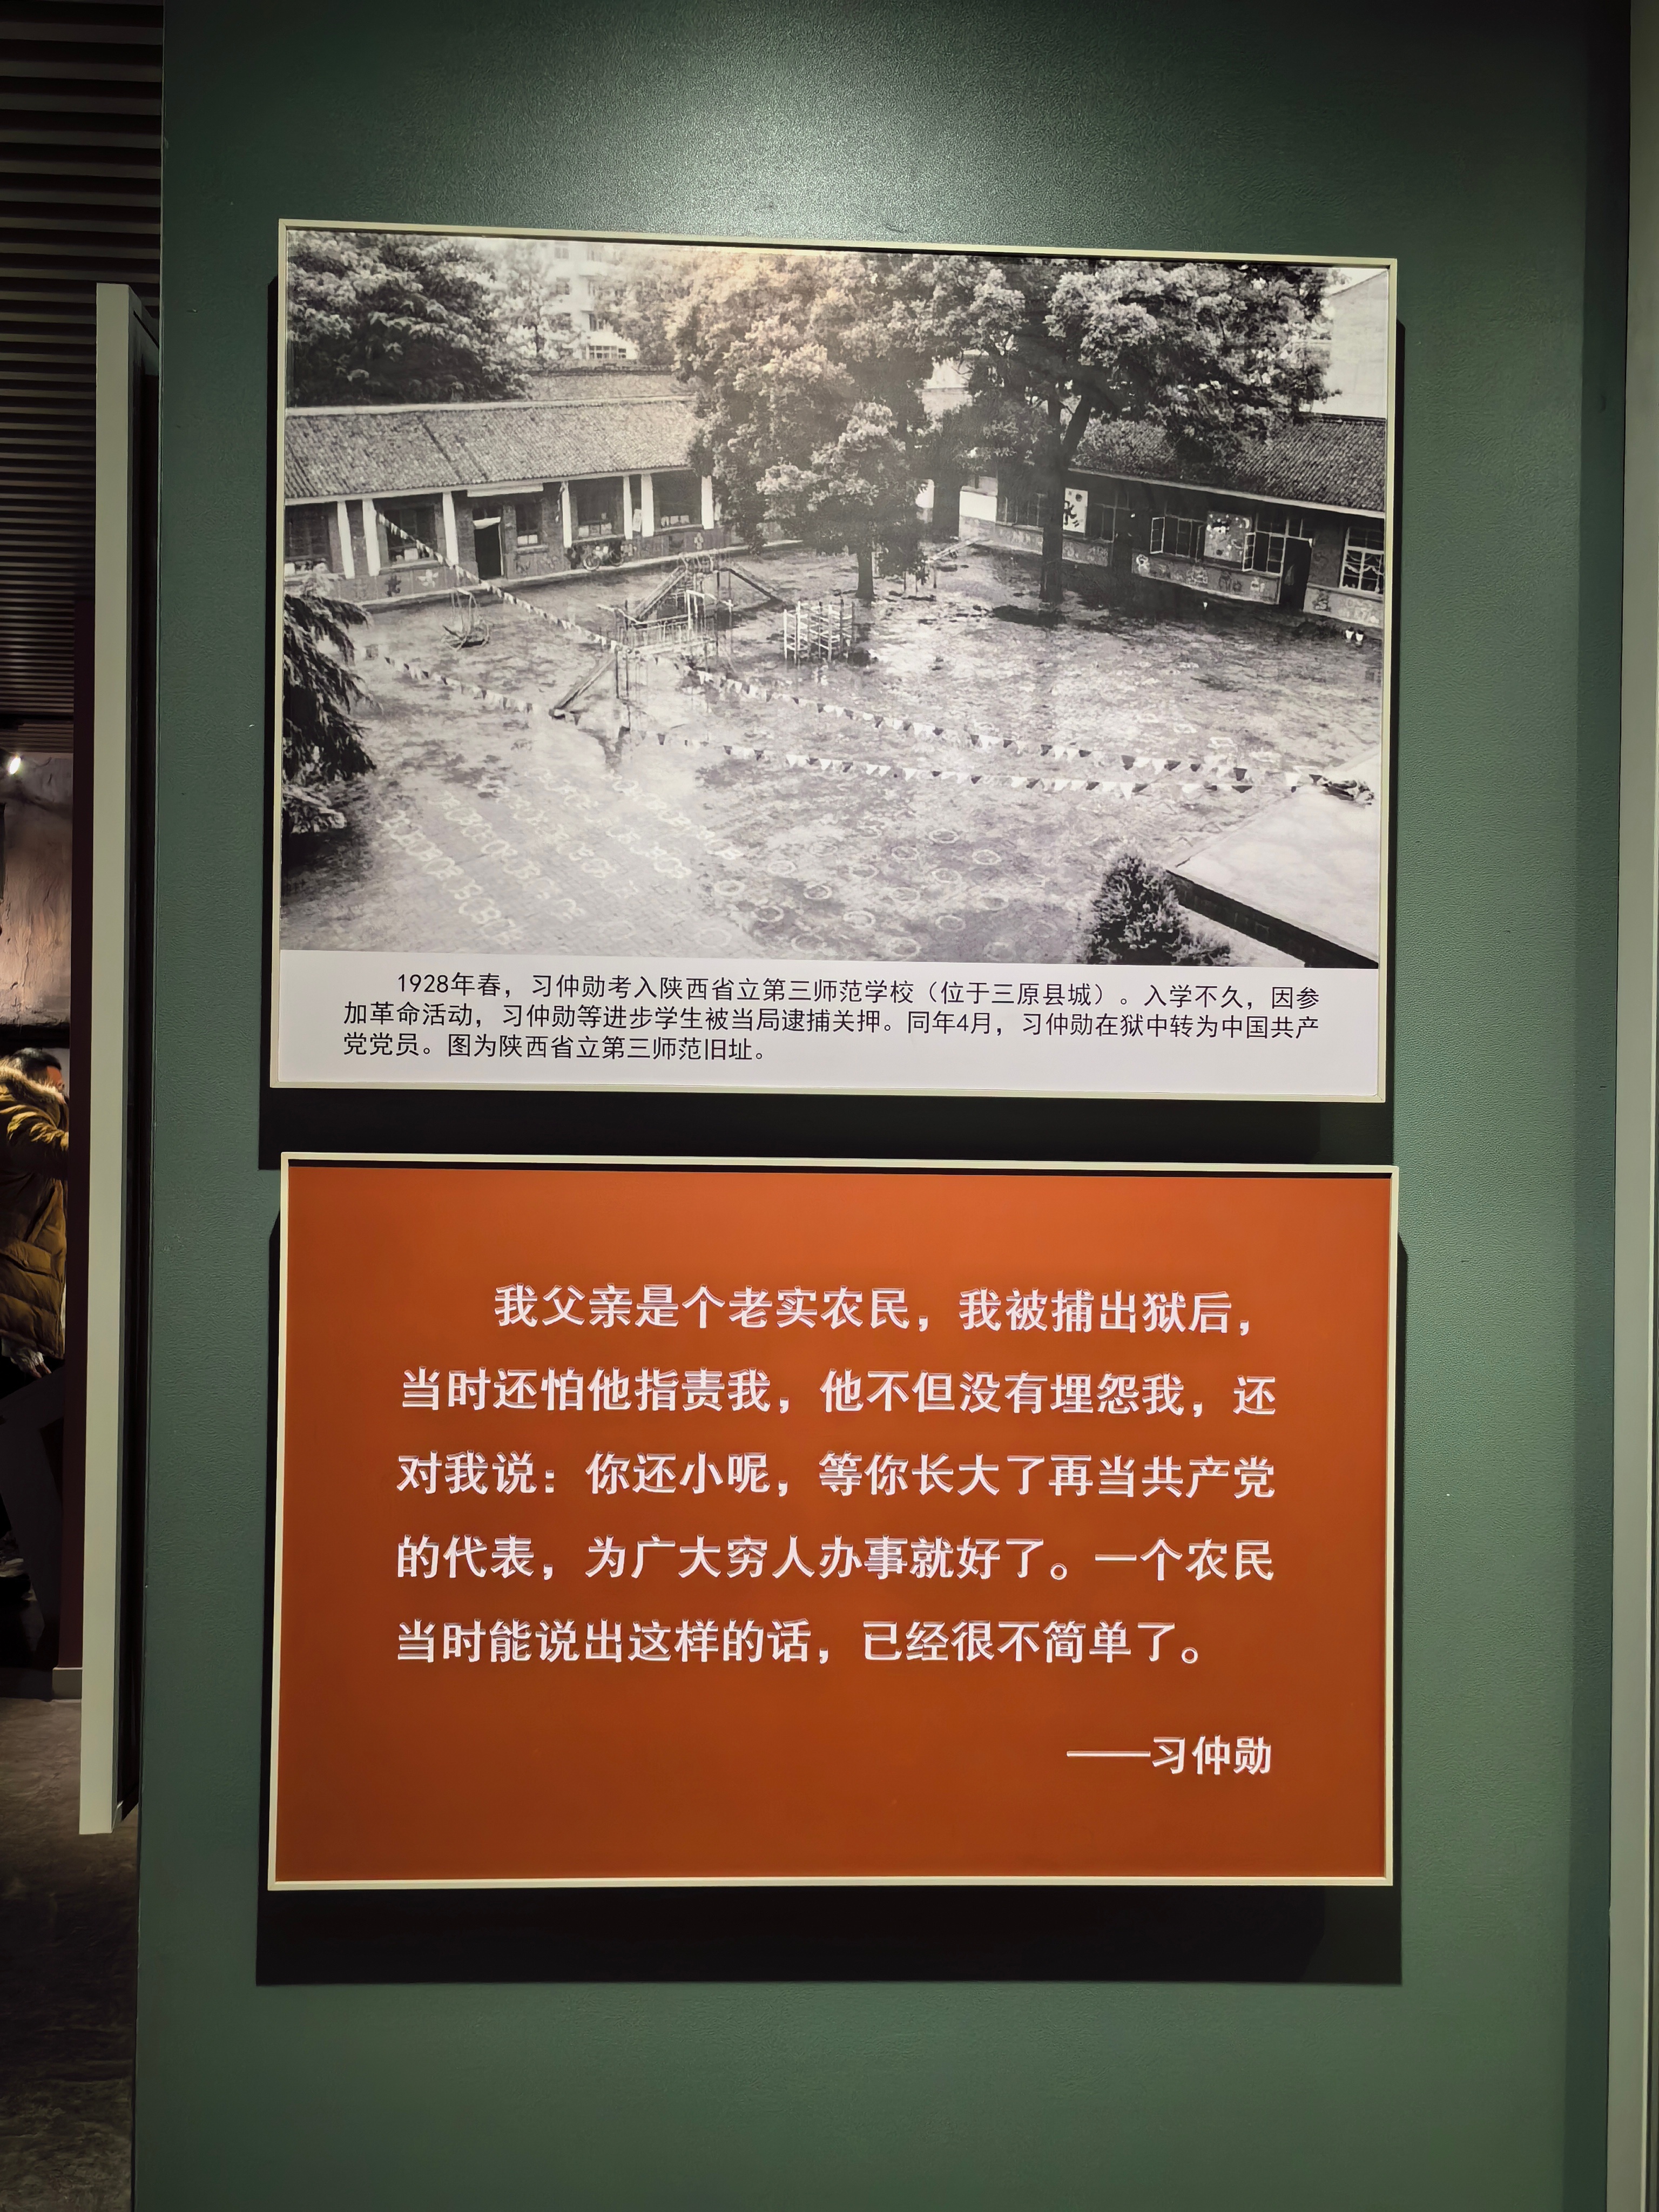 1928年春，习仲勋考入陕西省立第三师范学校（位于三原县城）。入学不久，因参
加革命活动，习仲勋等进步学生被当局逮捕关押。同年4月，习仲勋在狱中转为中国共产
党党员。图为陕西省立第三师范旧址。
我父亲是个老实农民，我被捕出狱后，
当时还怕他指责我，他不但没有埋怨我，还
对我说：你还小呢，等你长大了再当共产党
的代表，为广大穷人办事就好了。一个农民
当时能说出这样的话，已经很不简单了。
——习仲勋